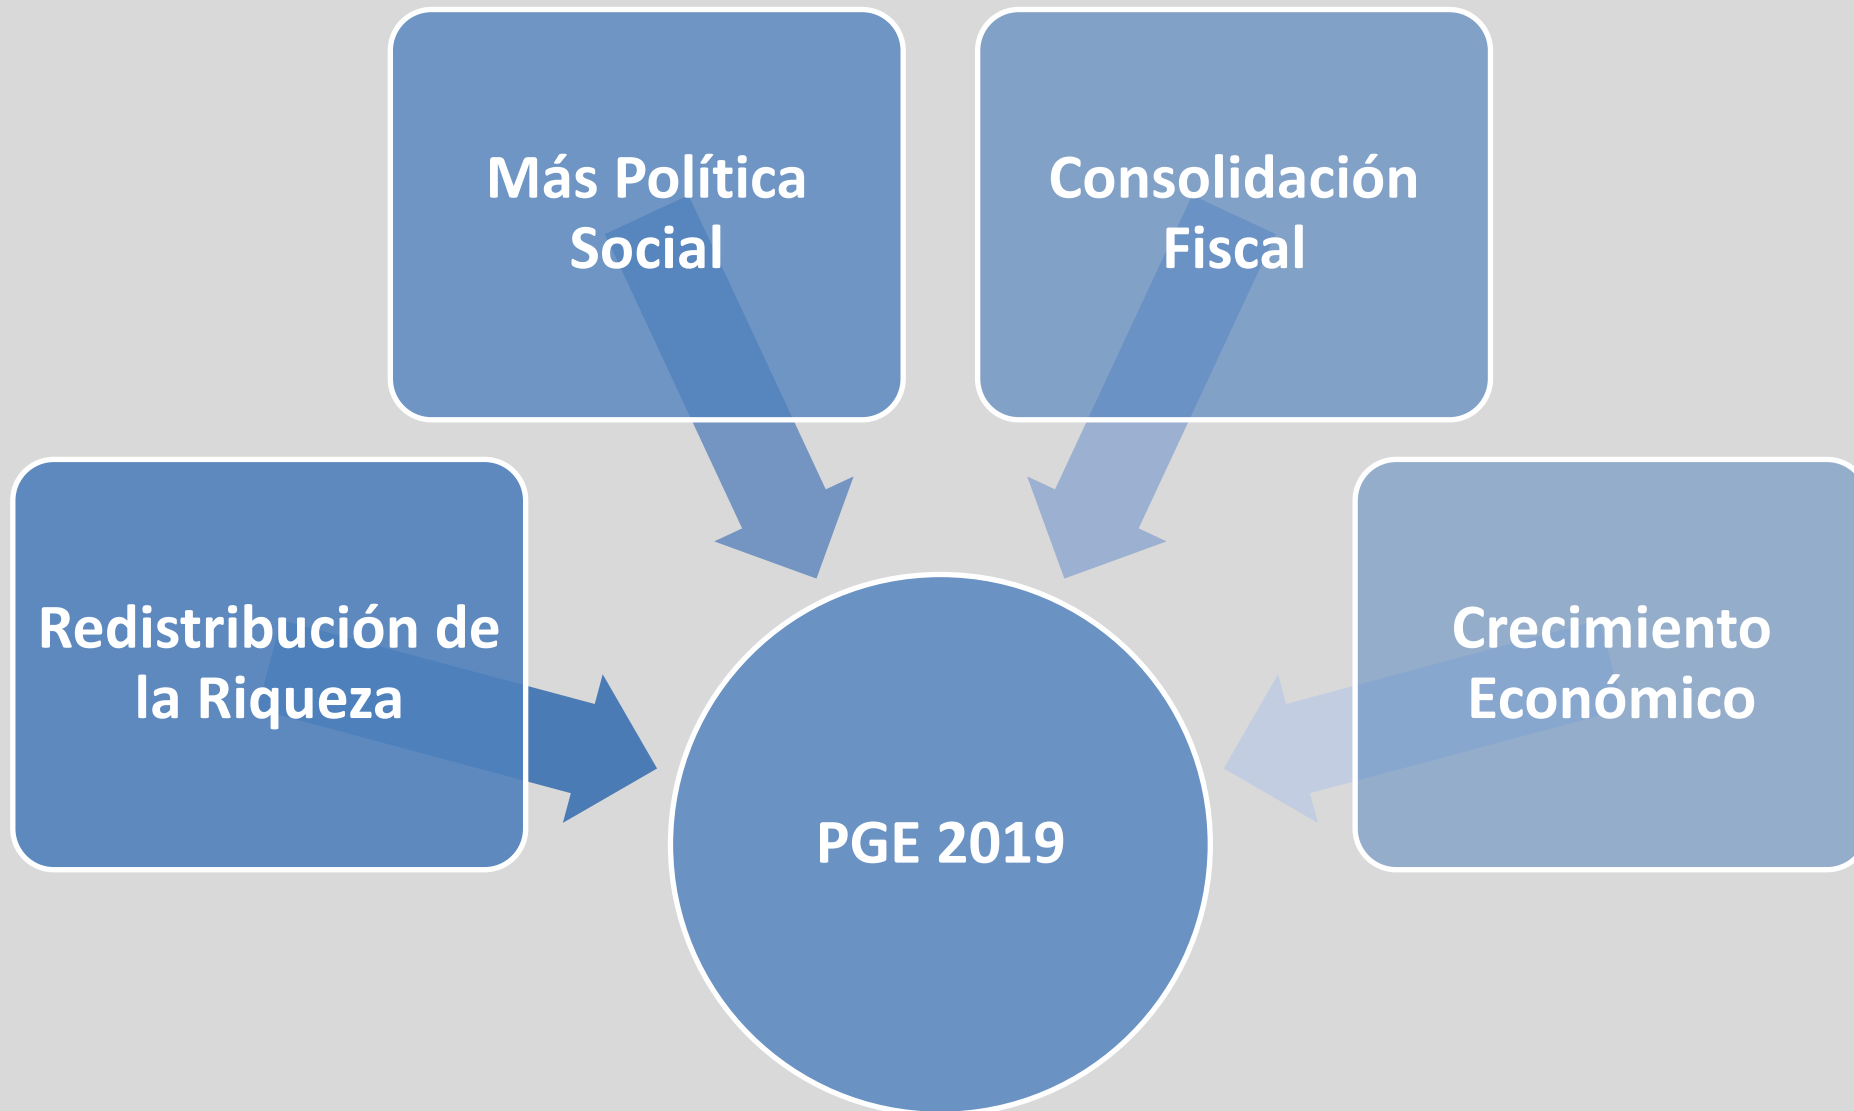 Más Política
Social
Consolidación
Fiscal
Redistribución de
la Riqueza
Crecimiento
Económico
PGE 2019